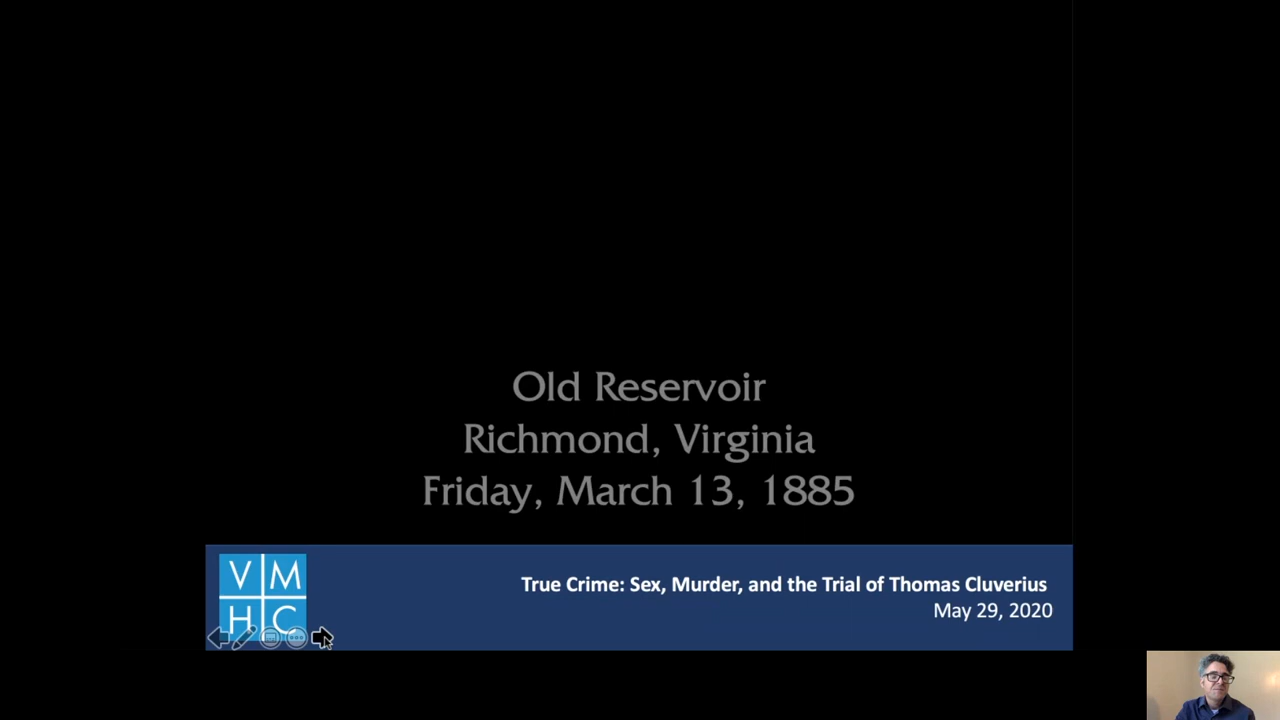 Old Reservoir
Richmond, Virginia
Friday, March 13, 1885
V M
H C
True Crime: Sex, Murder, and the Trial of Thomas Cluverius
May 29, 2020